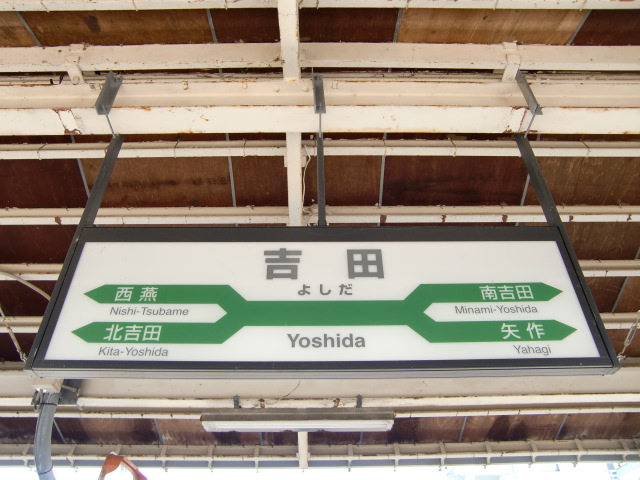 吉田
よしだ
西燕
Nishi-Tsubame
南吉田
Minami-Yoshida
北吉田
Kita-Yoshida
矢作
Yahagi
Yoshida